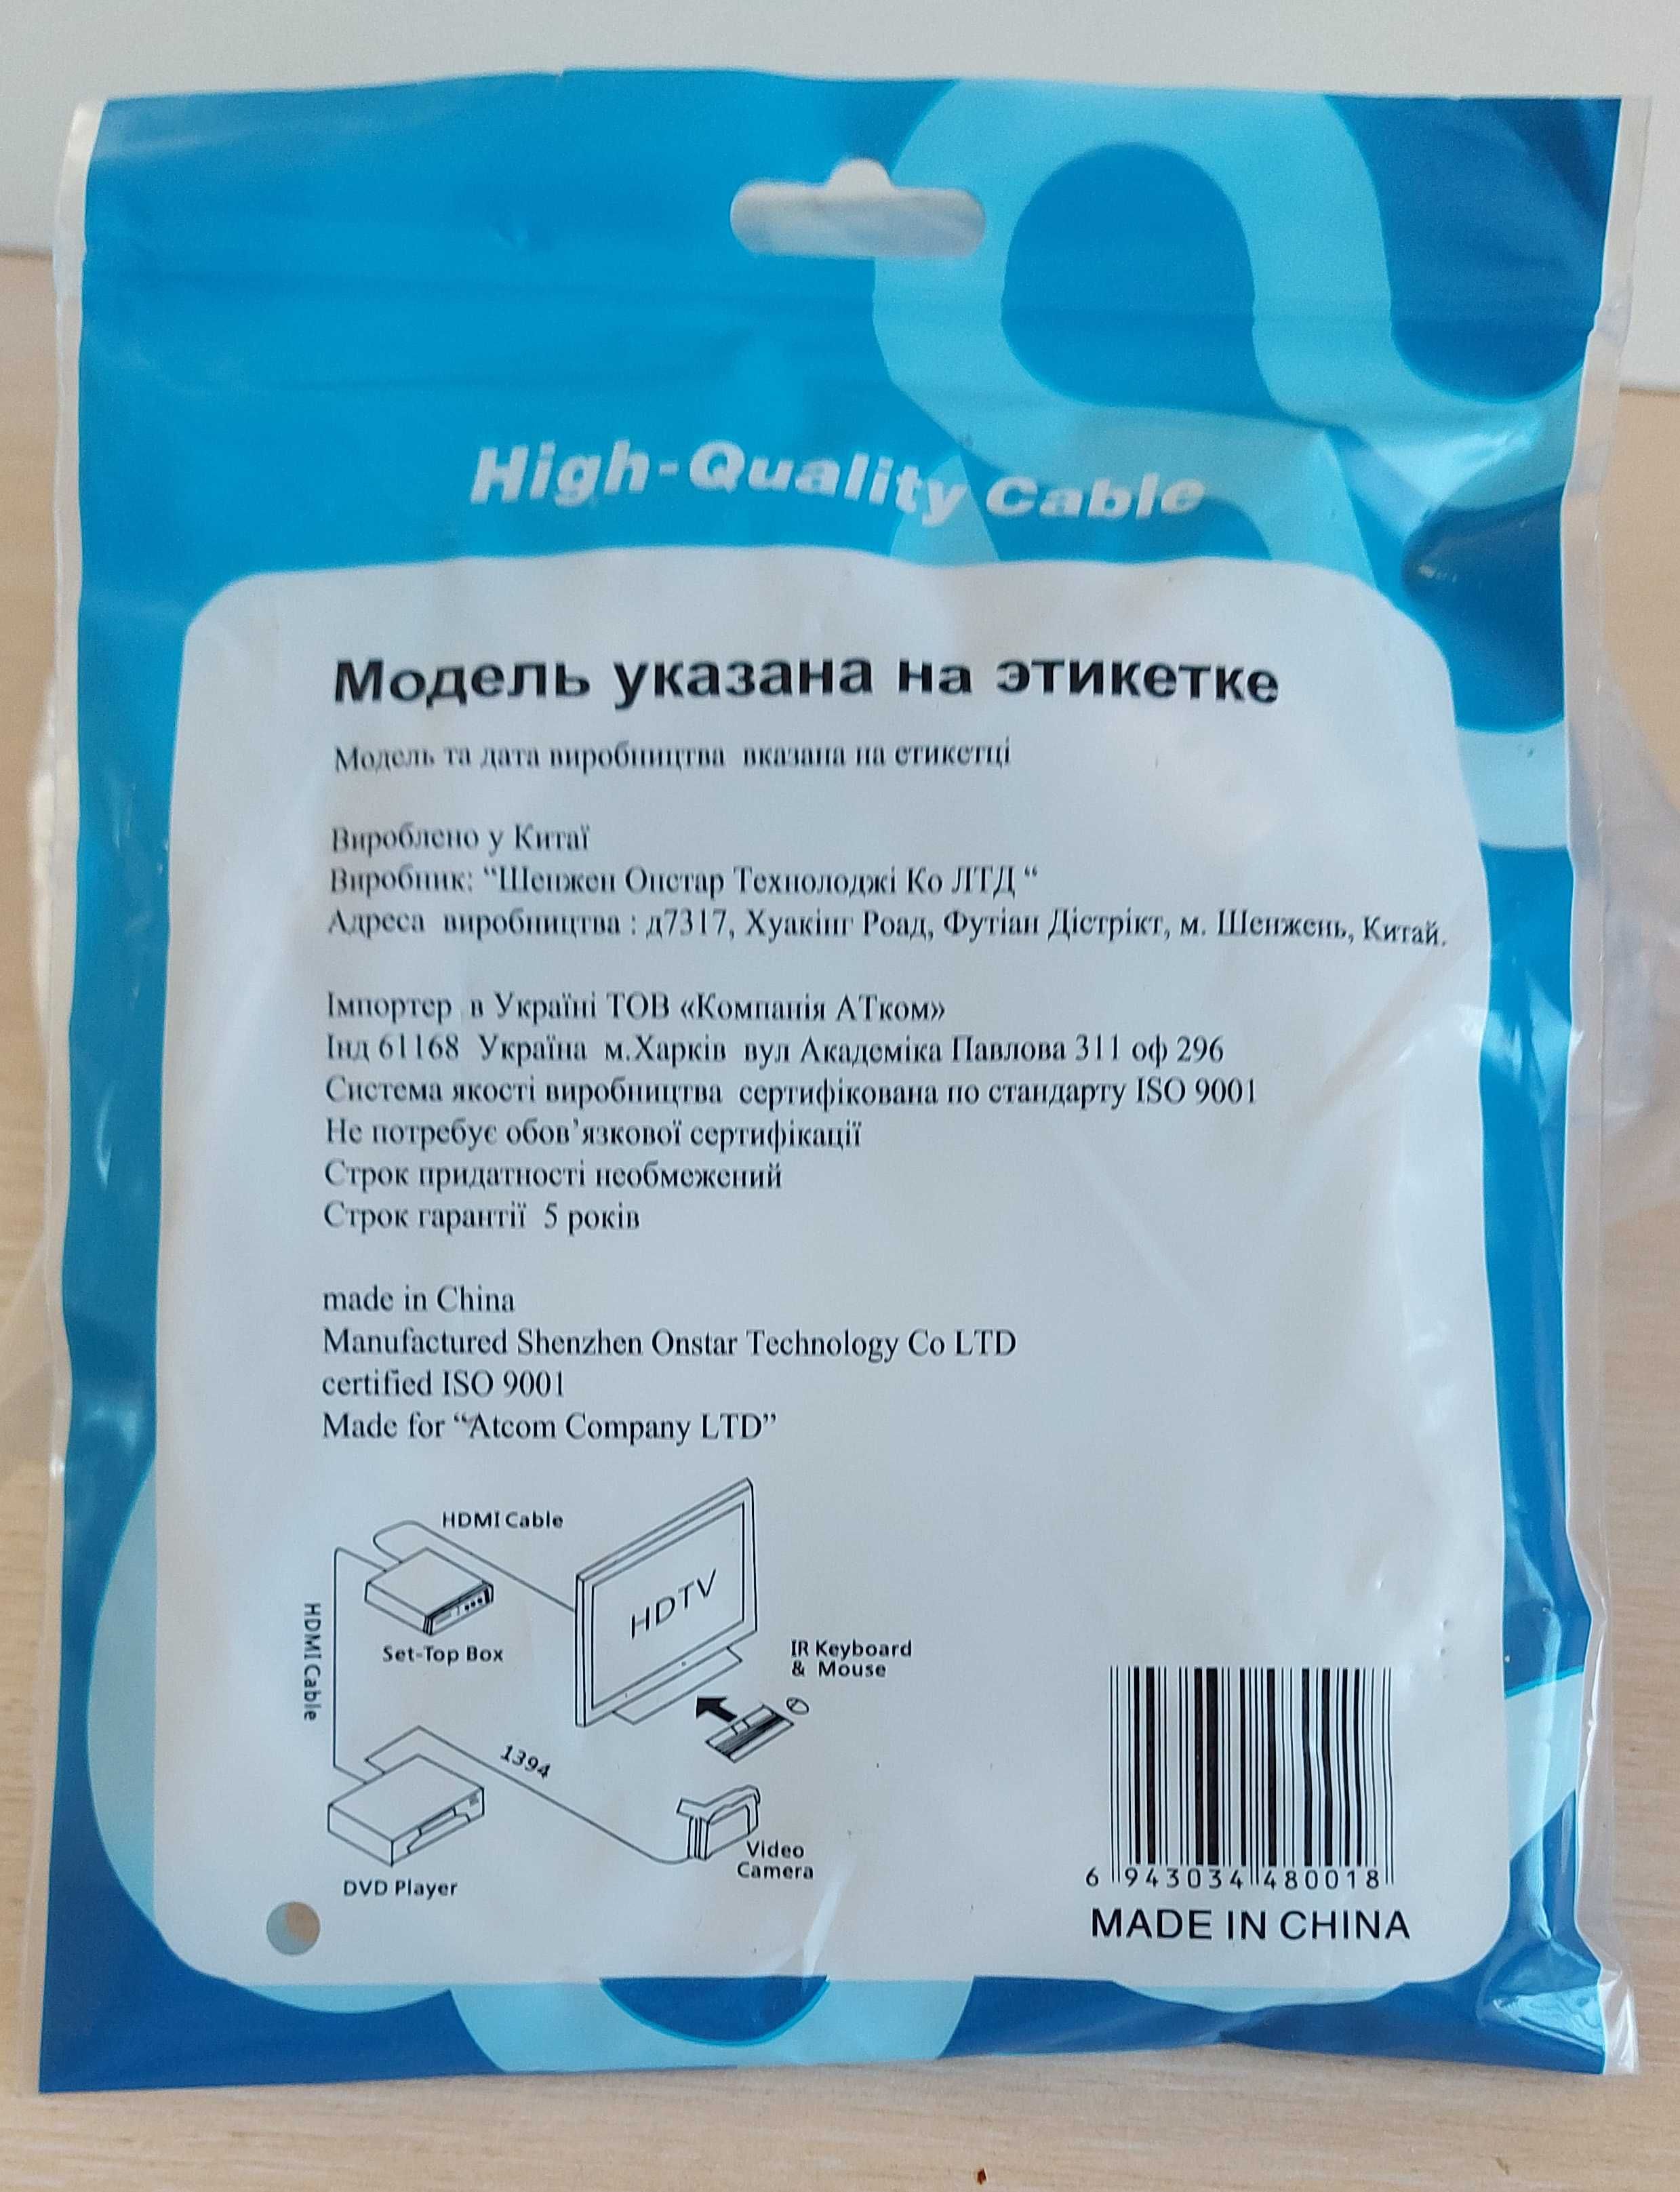 High-Quality Cable
Модель указана на этикетке
Модель та дата виробництва вказана на етикетці
Вироблено у Китаї
Виробник: “Шенжен Онстар Технолоджі Ко ЛТД “
Адреса виробництва : д7317, Хуакінг Роад, Футіан Дістрікт, м. Шенжень, Китай.
Імпортер в Україні ТОВ «Компанія АТком»
Інд 61168 Україна м.Харків вул Академіка Павлова 311 оф 296
Система якості виробництва сертифікована по стандарту ISO 9001
Не потребує обов’язкової сертифікації
Строк придатності необмежений
Строк гарантії 5 років
made in China
Manufactured Shenzhen Onstar Technology Co LTD
certified ISO 9001
Made for “Atcom Company LTD”
HDMI Cable
HDTV
HDMI Cable
Set-Top Box
IR Keyboard
& Mouse
1394
Video
Camera
DVD Player
6 943034 480018
MADE IN CHINA